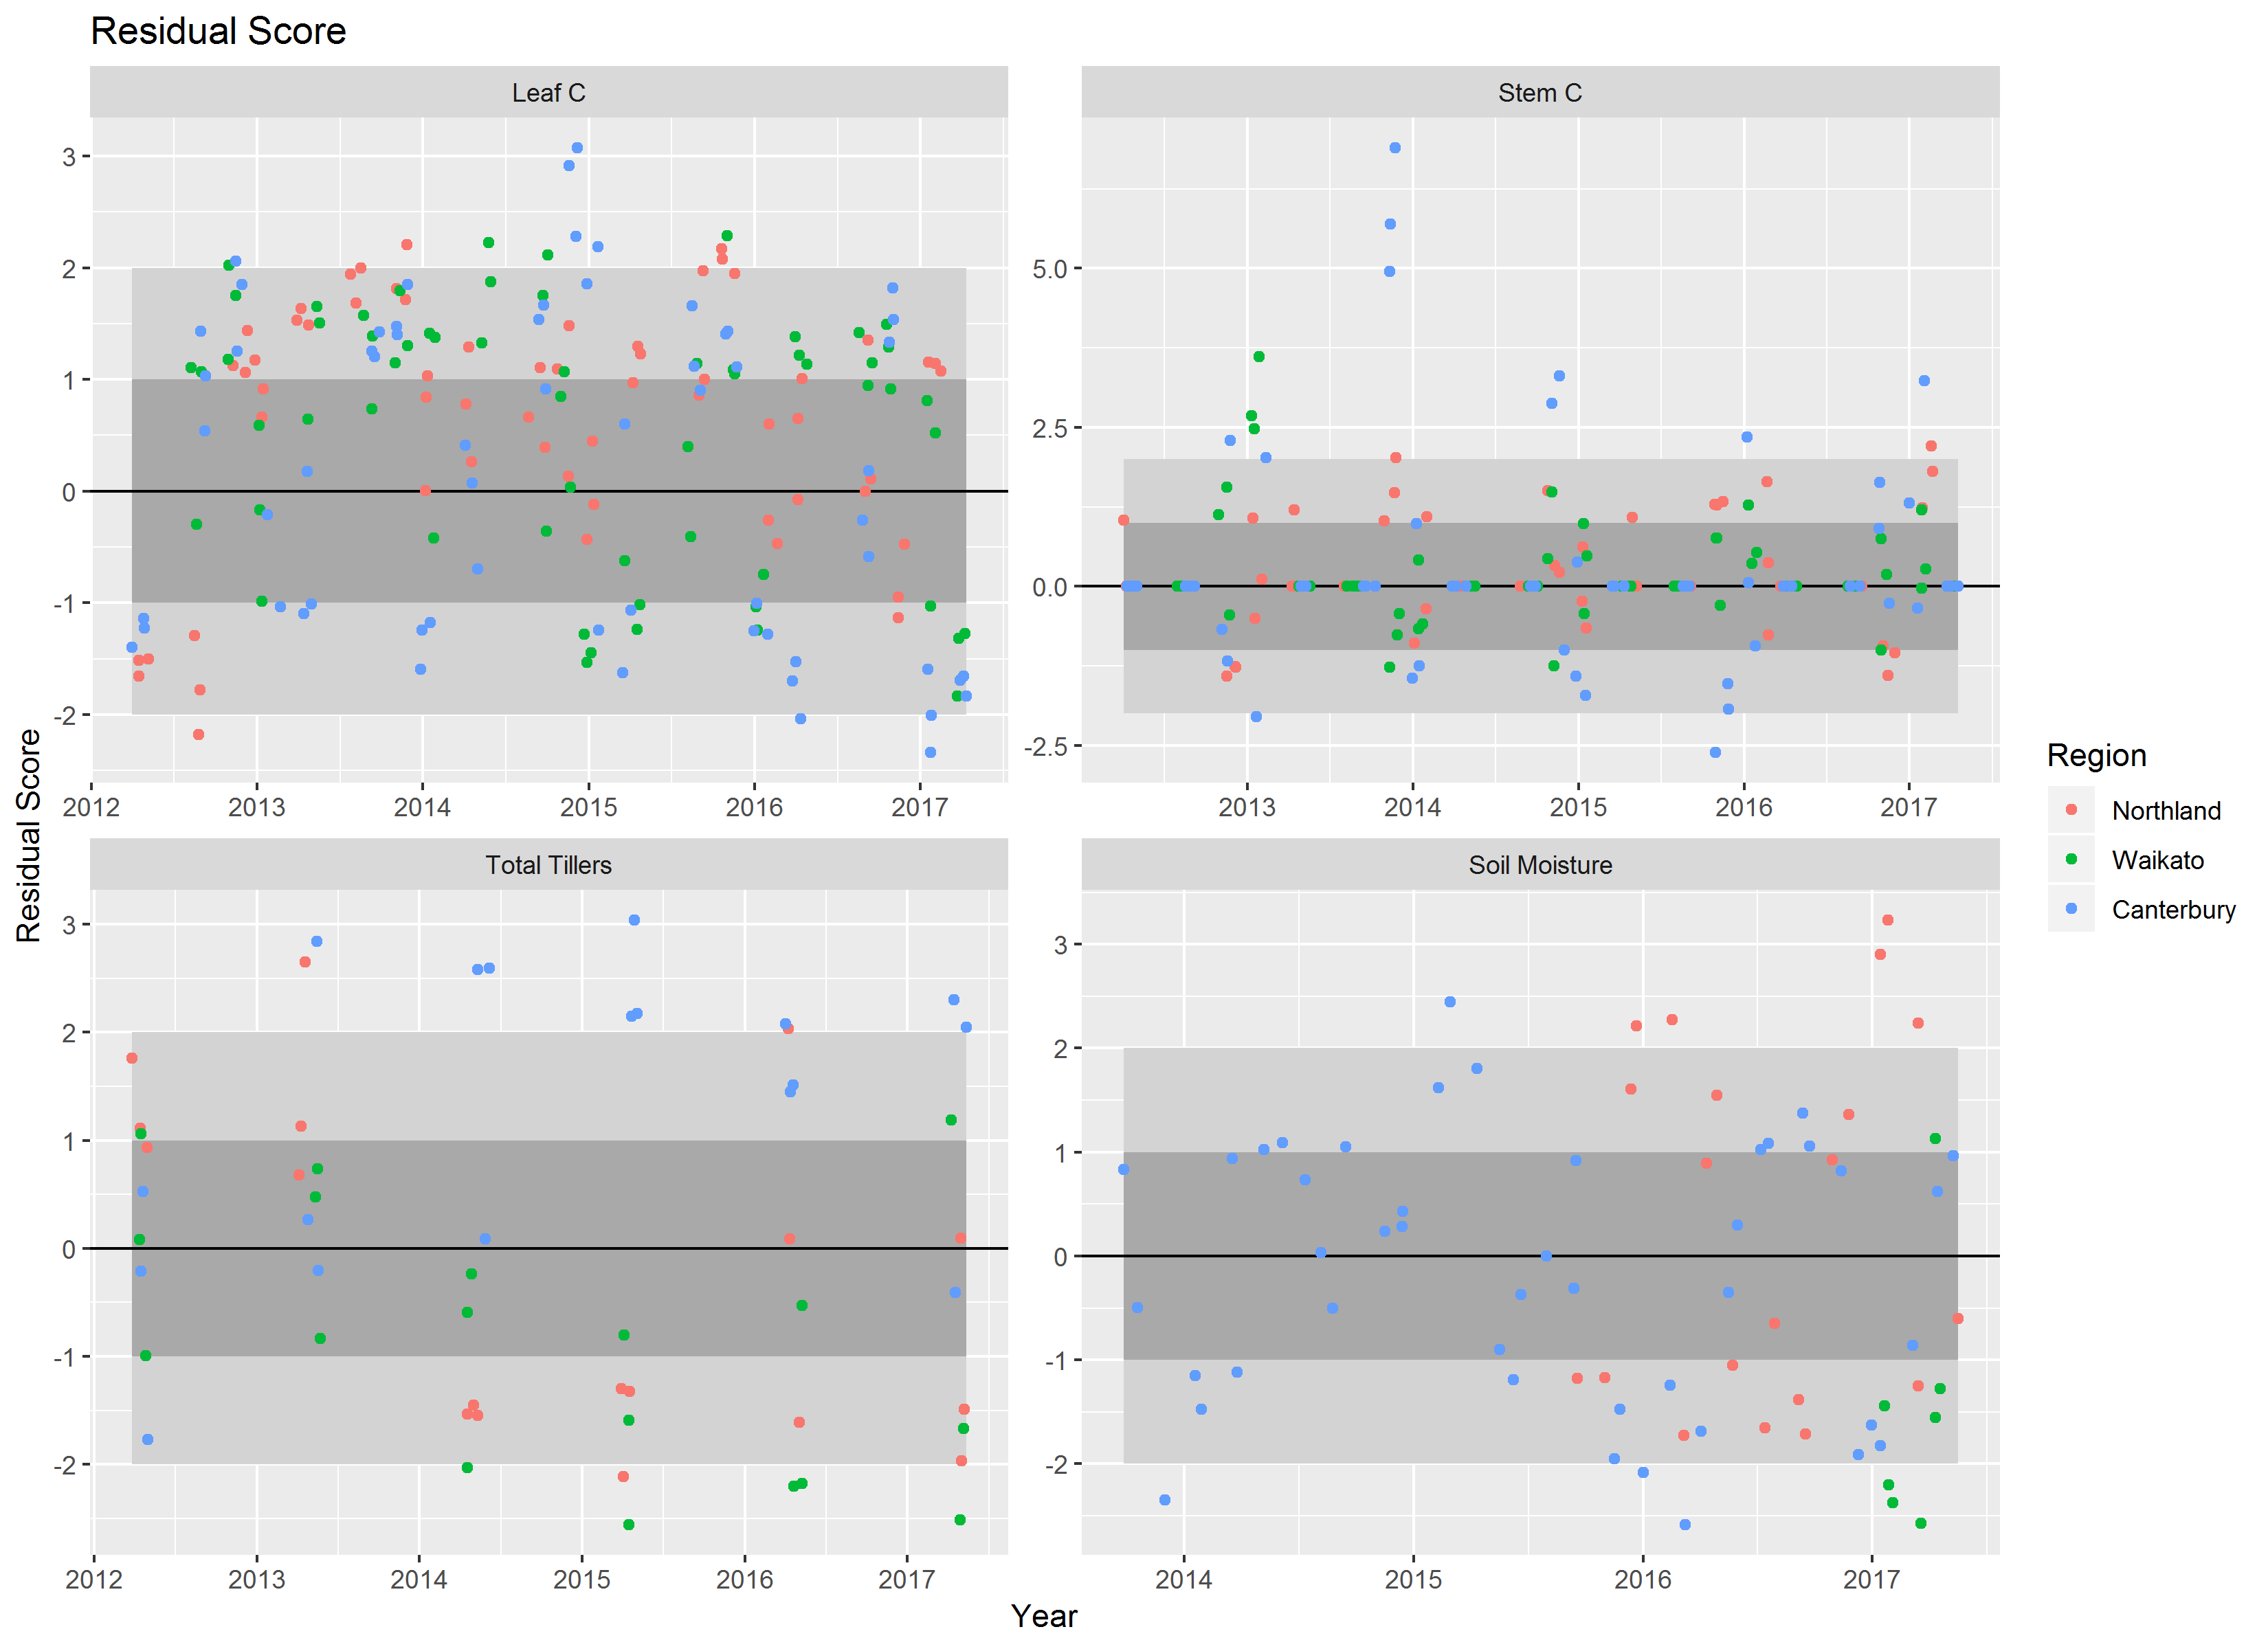 Residual Score
Leaf C
Stem C
3
2
1
0
-1
-2
5.0
2.5
0.0
-2.5
2012 2013 2014 2015 2016 2017
2013 2014 2015 2016 2017
Total Tillers
Soil Moisture
3
2
1
0
-1
-2
3
2
1
0
-1
-2
2012 2013 2014 2015 2016 2017
2014 2015 2016 2017
Residual Score
Year
Region
Northland
Waikato
Canterbury